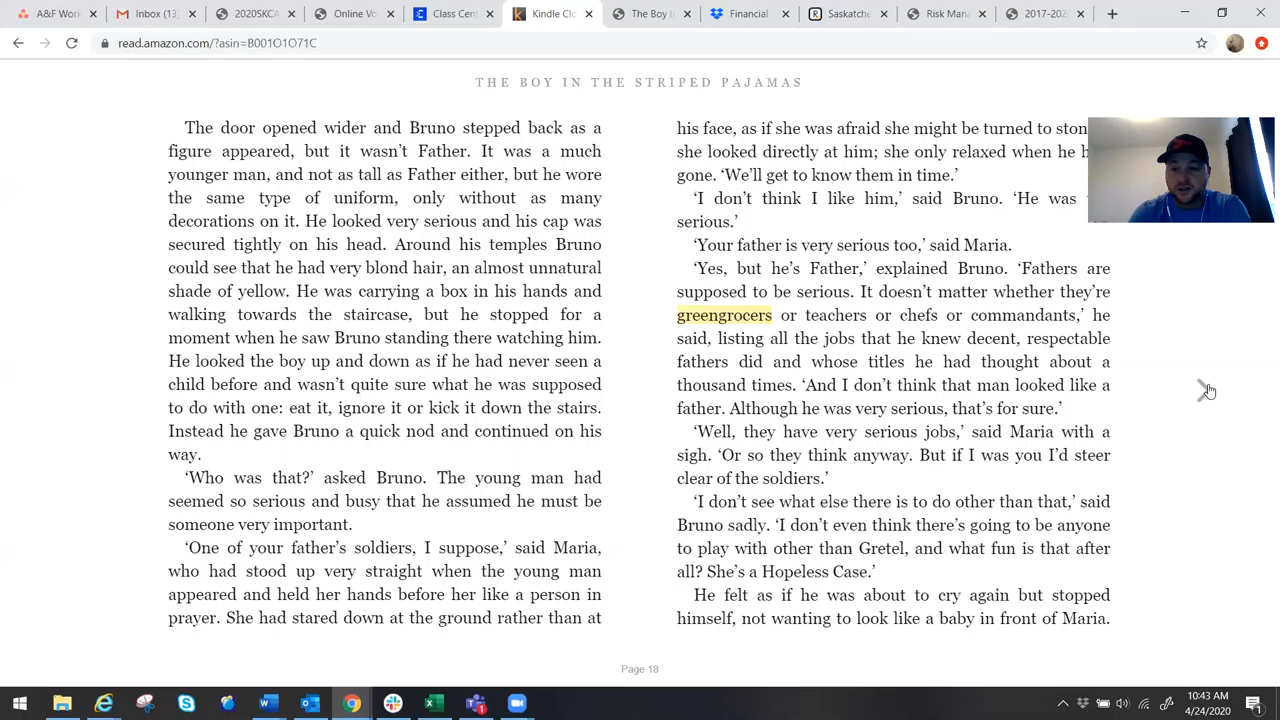 A&F Work
Inbox (13)
2020SKCA
Online Vo
Class Cen
Kindle Clo
The Boy In
Financial
Saskatche
Risk Mana
2017-202
read.amazon.com/?asin=B001O1O71C
THE BOY IN THE STRIPED PAJAMAS
The door opened wider and Bruno stepped back as a
figure appeared, but it wasn't Father. It was a much
younger man, and not as tall as Father either, but he wore
the same type of uniform, only without as many
decorations on it. He looked very serious and his cap was
secured tightly on his head. Around his temples Bruno
could see that he had very blond hair, an almost unnatural
shade of yellow. He was carrying a box in his hands and
walking towards the staircase, but he stopped for a
moment when he saw Bruno standing there watching him.
He looked the boy up and down as if he had never seen a
child before and wasn't quite sure what he was supposed
to do with one: eat it, ignore it or kick it down the stairs.
Instead he gave Bruno a quick nod and continued on his
way.
‘Who was that?’ asked Bruno. The young man had
seemed so serious and busy that he assumed he must be
someone very important.
‘One of your father’s soldiers, I suppose,’ said Maria,
who had stood up very straight when the young man
appeared and held her hands before her like a person in
prayer. She had stared down at the ground rather than at
his face, as if she was afraid she might be turned to ston
she looked directly at him; she only relaxed when he h
gone. ‘We’ll get to know them in time.’
‘I don’t think I like him,’ said Bruno. ‘He was
serious.’
‘Your father is very serious too,’ said Maria.
‘Yes, but he’s Father,’ explained Bruno. ‘Fathers are
supposed to be serious. It doesn’t matter whether they’re
greengrocers or teachers or chefs or commandants,’ he
said, listing all the jobs that he knew decent, respectable
fathers did and whose titles he had thought about a
thousand times. ‘And I don’t think that man looked like a
father. Although he was very serious, that’s for sure.’
‘Well, they have very serious jobs,’ said Maria with a
sigh. ‘Or so they think anyway. But if I was you I’d steer
clear of the soldiers.’
‘I don’t see what else there is to do other than that,’ said
Bruno sadly. ‘I don’t even think there’s going to be anyone
to play with other than Gretel, and what fun is that after
all? She’s a Hopeless Case.’
He felt as if he was about to cry again but stopped
himself, not wanting to look like a baby in front of Maria.
Page 18
10:43 AM
4/24/2020